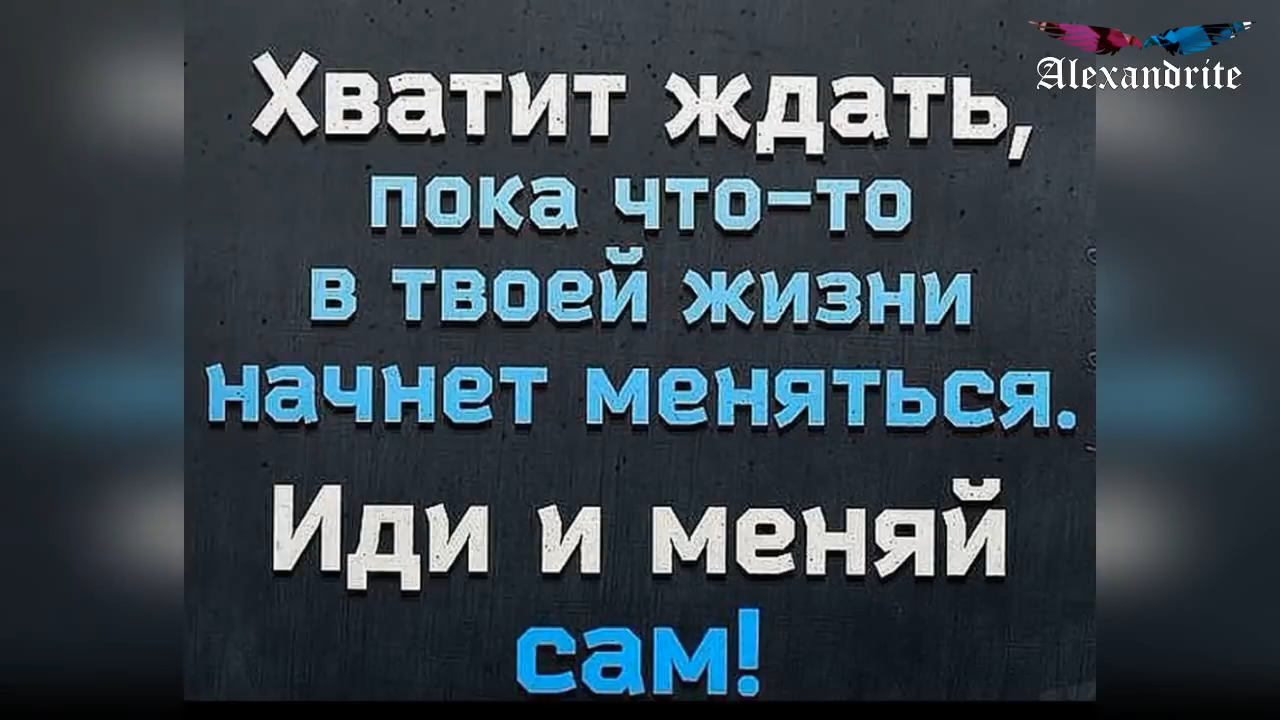 Alexandrite
Хватит ждать,
пока что-то
в твоей жизни
начнет меняться.
Иди и меняй
сам!